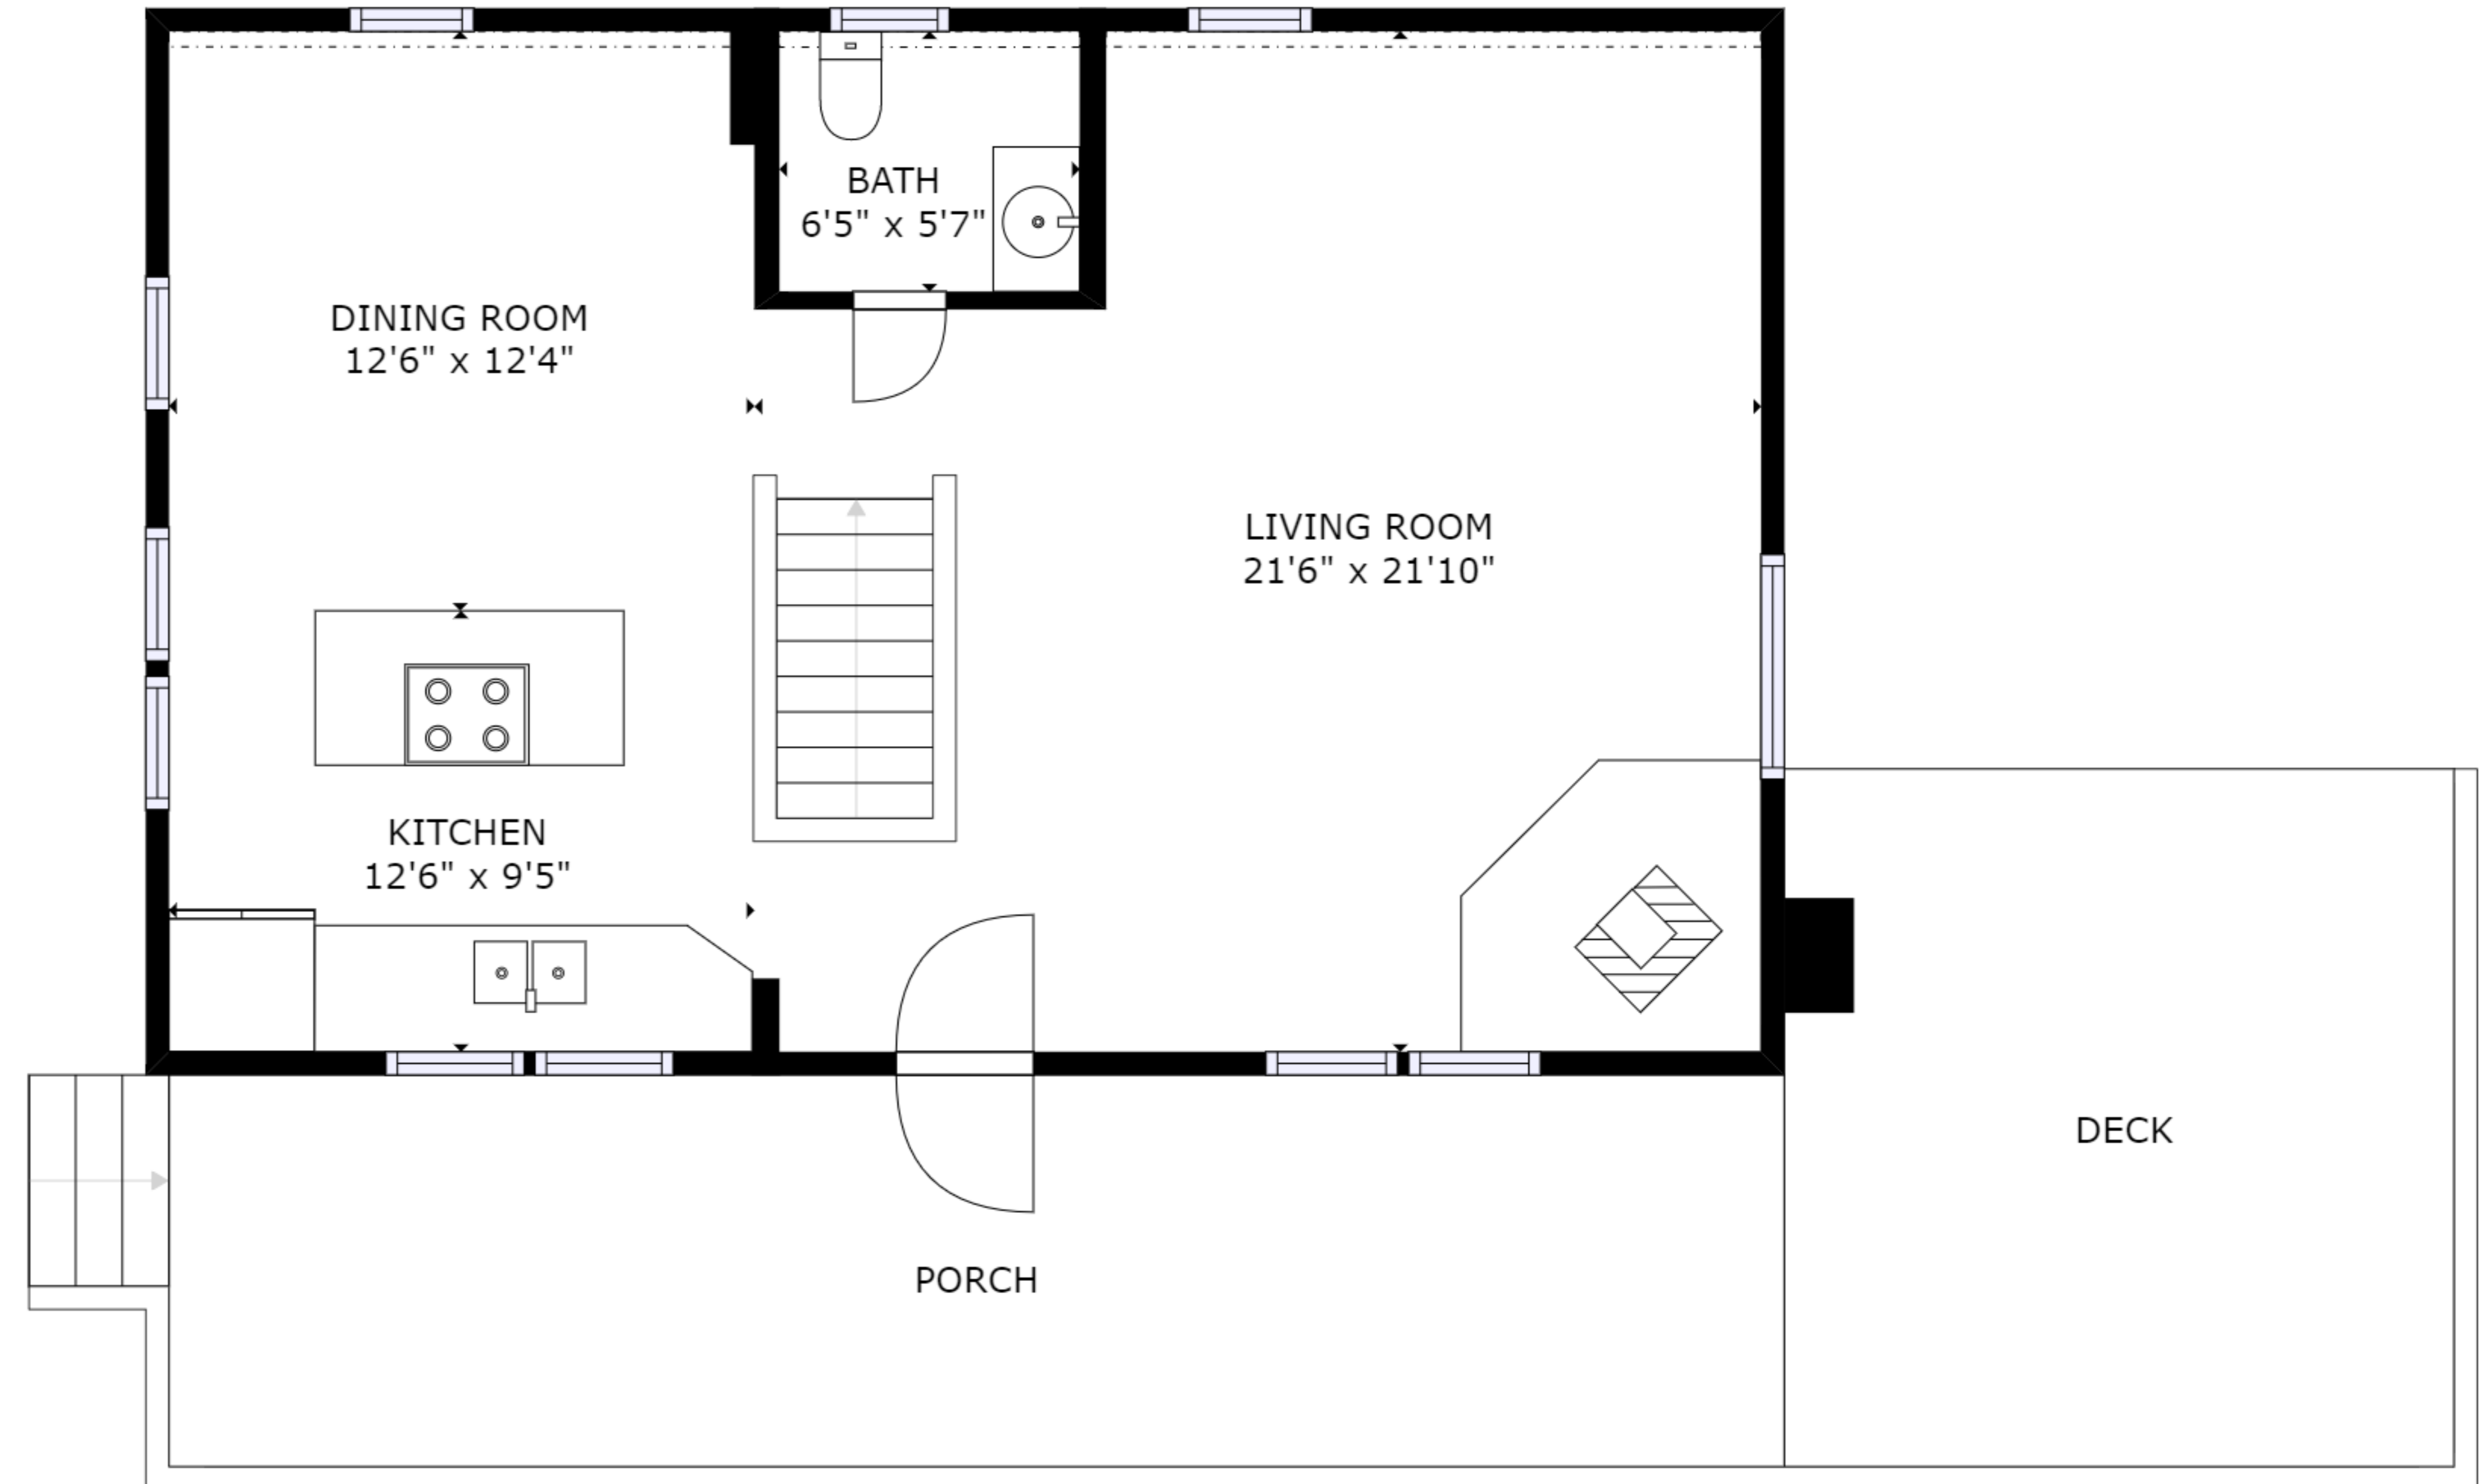 BATH
6'5" x 5'7"
DINING ROOM
12'6" x 12'4"
LIVING ROOM
21'6" x 21'10"
KITCHEN
12'6" x 9'5"
DECK
PORCH